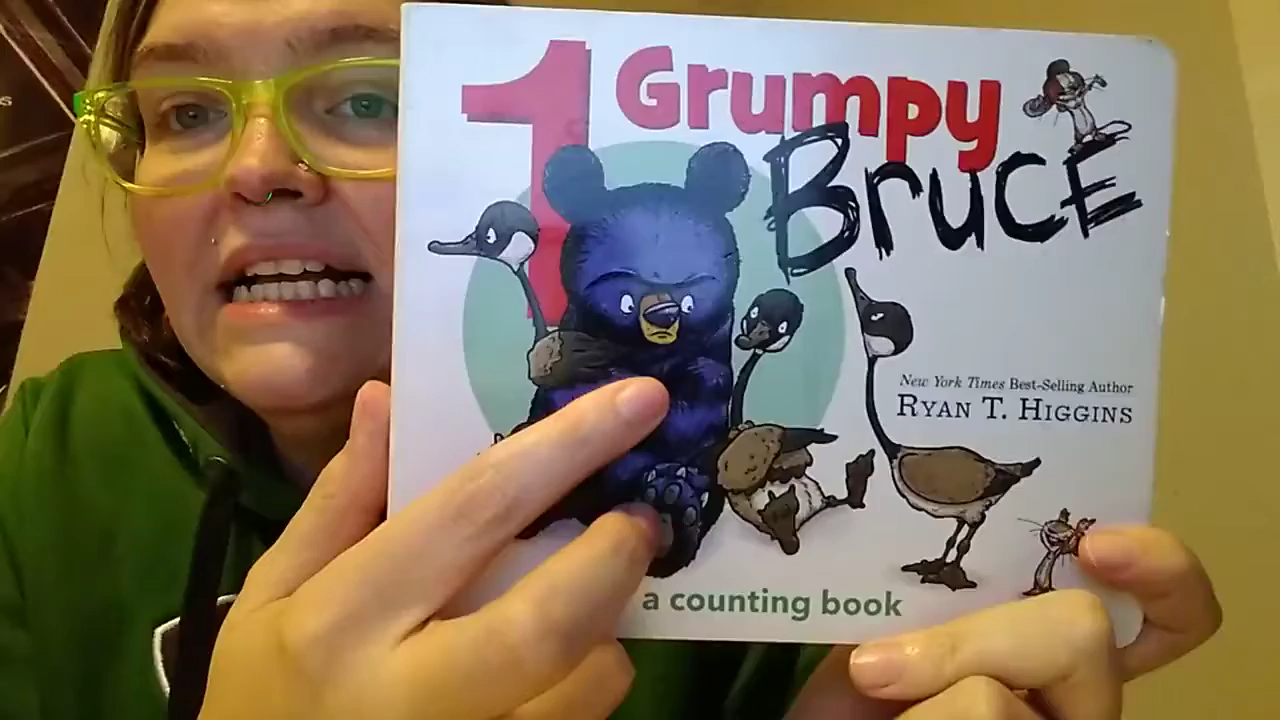 1 Grumpy
Bruce
New York Times Best-Selling Author
RYAN T. HIGGINS
a counting book